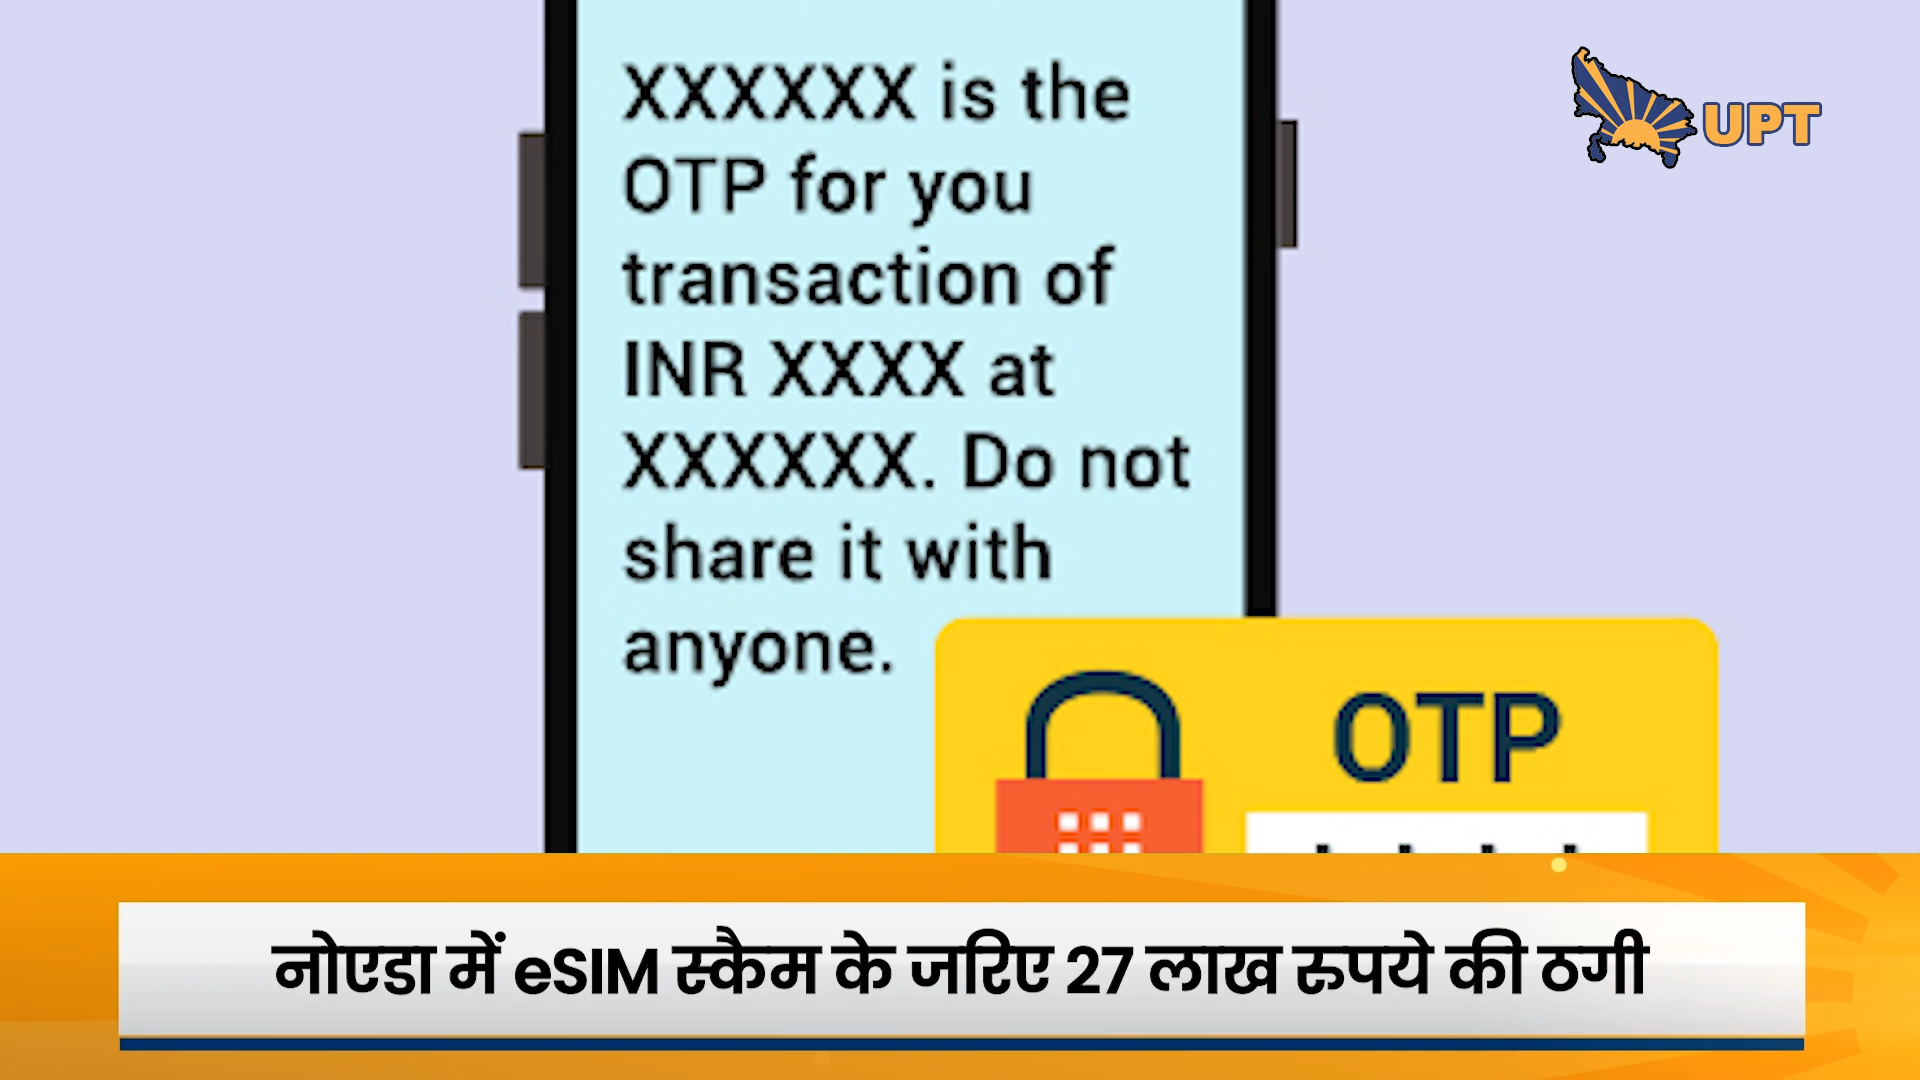 XXXXXX is the
OTP for you
transaction of
INR XXXX at
XXXXXX. Do not
share it with
anyone.
UPT
OTP
नोएडा में eSIM स्कैम के जरिए 27 लाख रुपये की ठगी